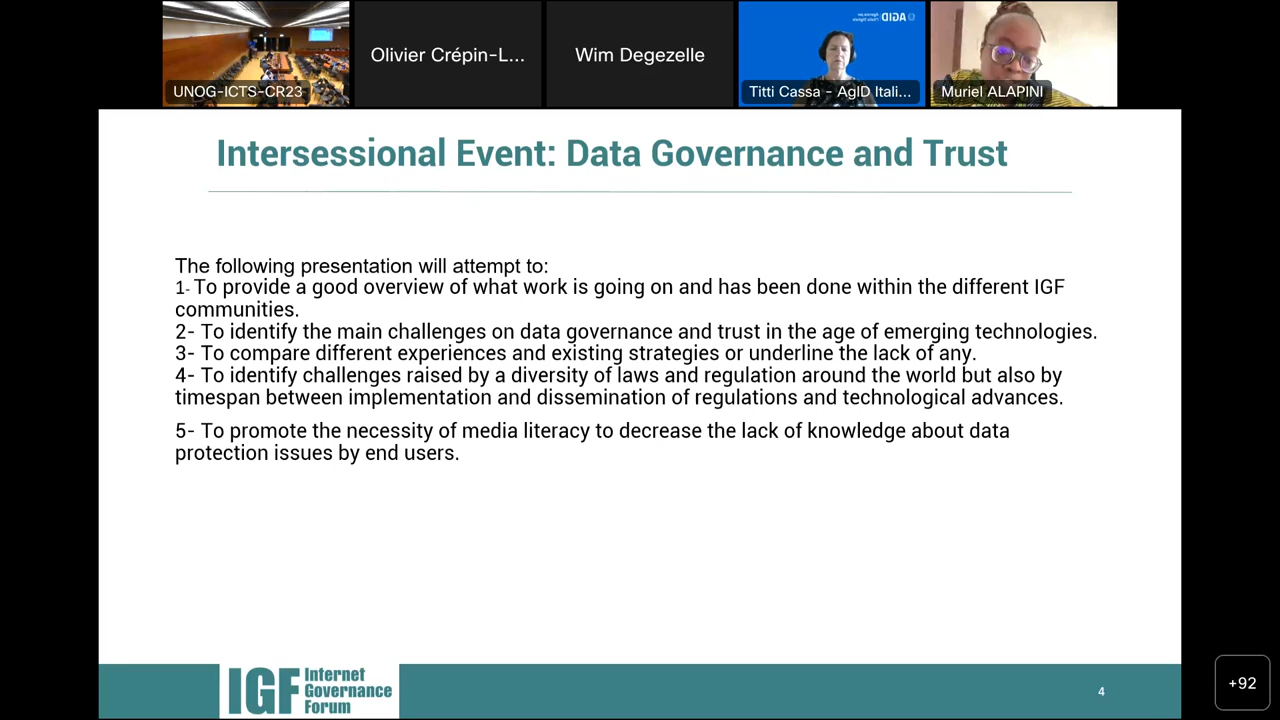 AGID
UNOG-ICTS-CR23
Olivier Crépin-L...
Wim Degezelle
Titti Cassa - AgID Itali...
Muriel ALAPINI
Intersessional Event: Data Governance and Trust
The following presentation will attempt to:
1- To provide a good overview of what work is going on and has been done within the different IGF
communities.
2- To identify the main challenges on data governance and trust in the age of emerging technologies.
3- To compare different experiences and existing strategies or underline the lack of any.
4- To identify challenges raised by a diversity of laws and regulation around the world but also by
timespan between implementation and dissemination of regulations and technological advances.
5- To promote the necessity of media literacy to decrease the lack of knowledge about data
protection issues by end users.
IGF
Internet
Governance
Forum
4
+92